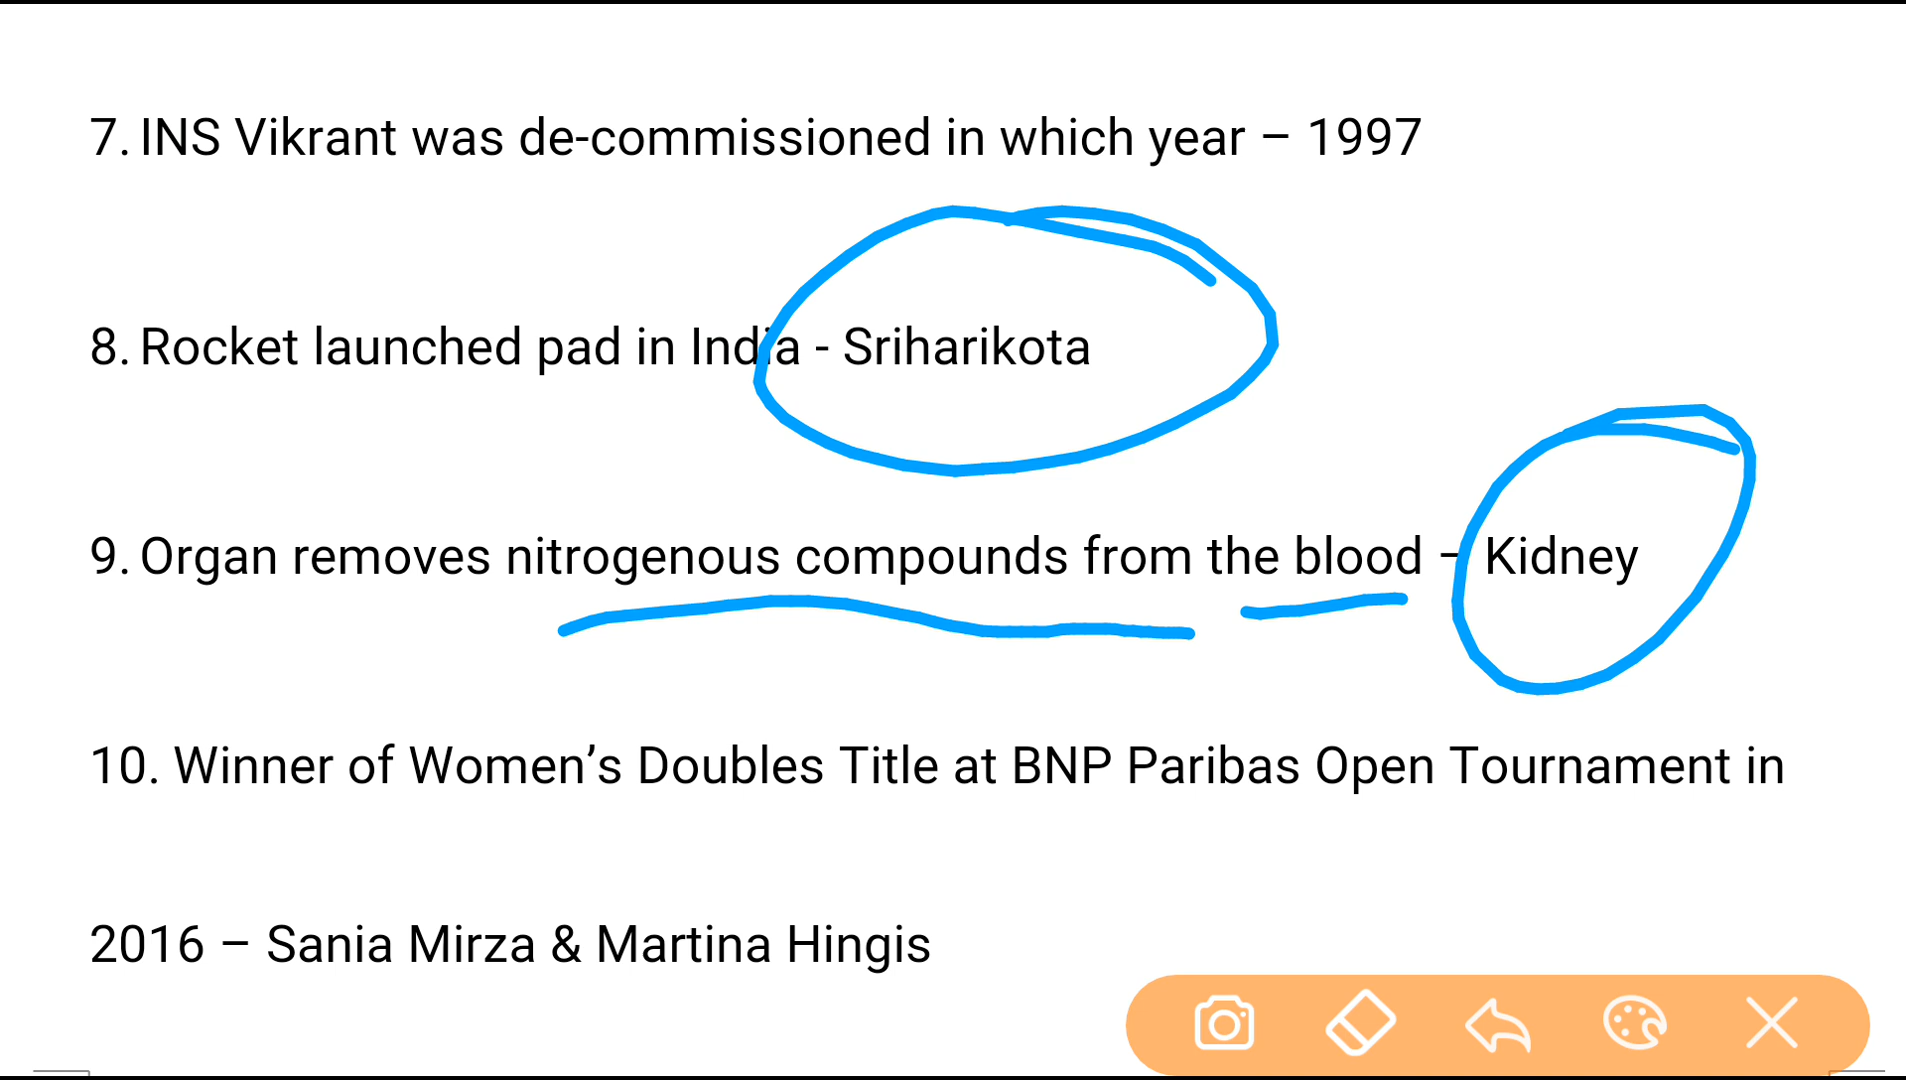 7. INS Vikrant was de-commissioned in which year – 1997
8. Rocket launched pad in India - Sriharikota
9. Organ removes nitrogenous compounds from the blood – Kidney
10. Winner of Women’s Doubles Title at BNP Paribas Open Tournament in
2016 – Sania Mirza & Martina Hingis